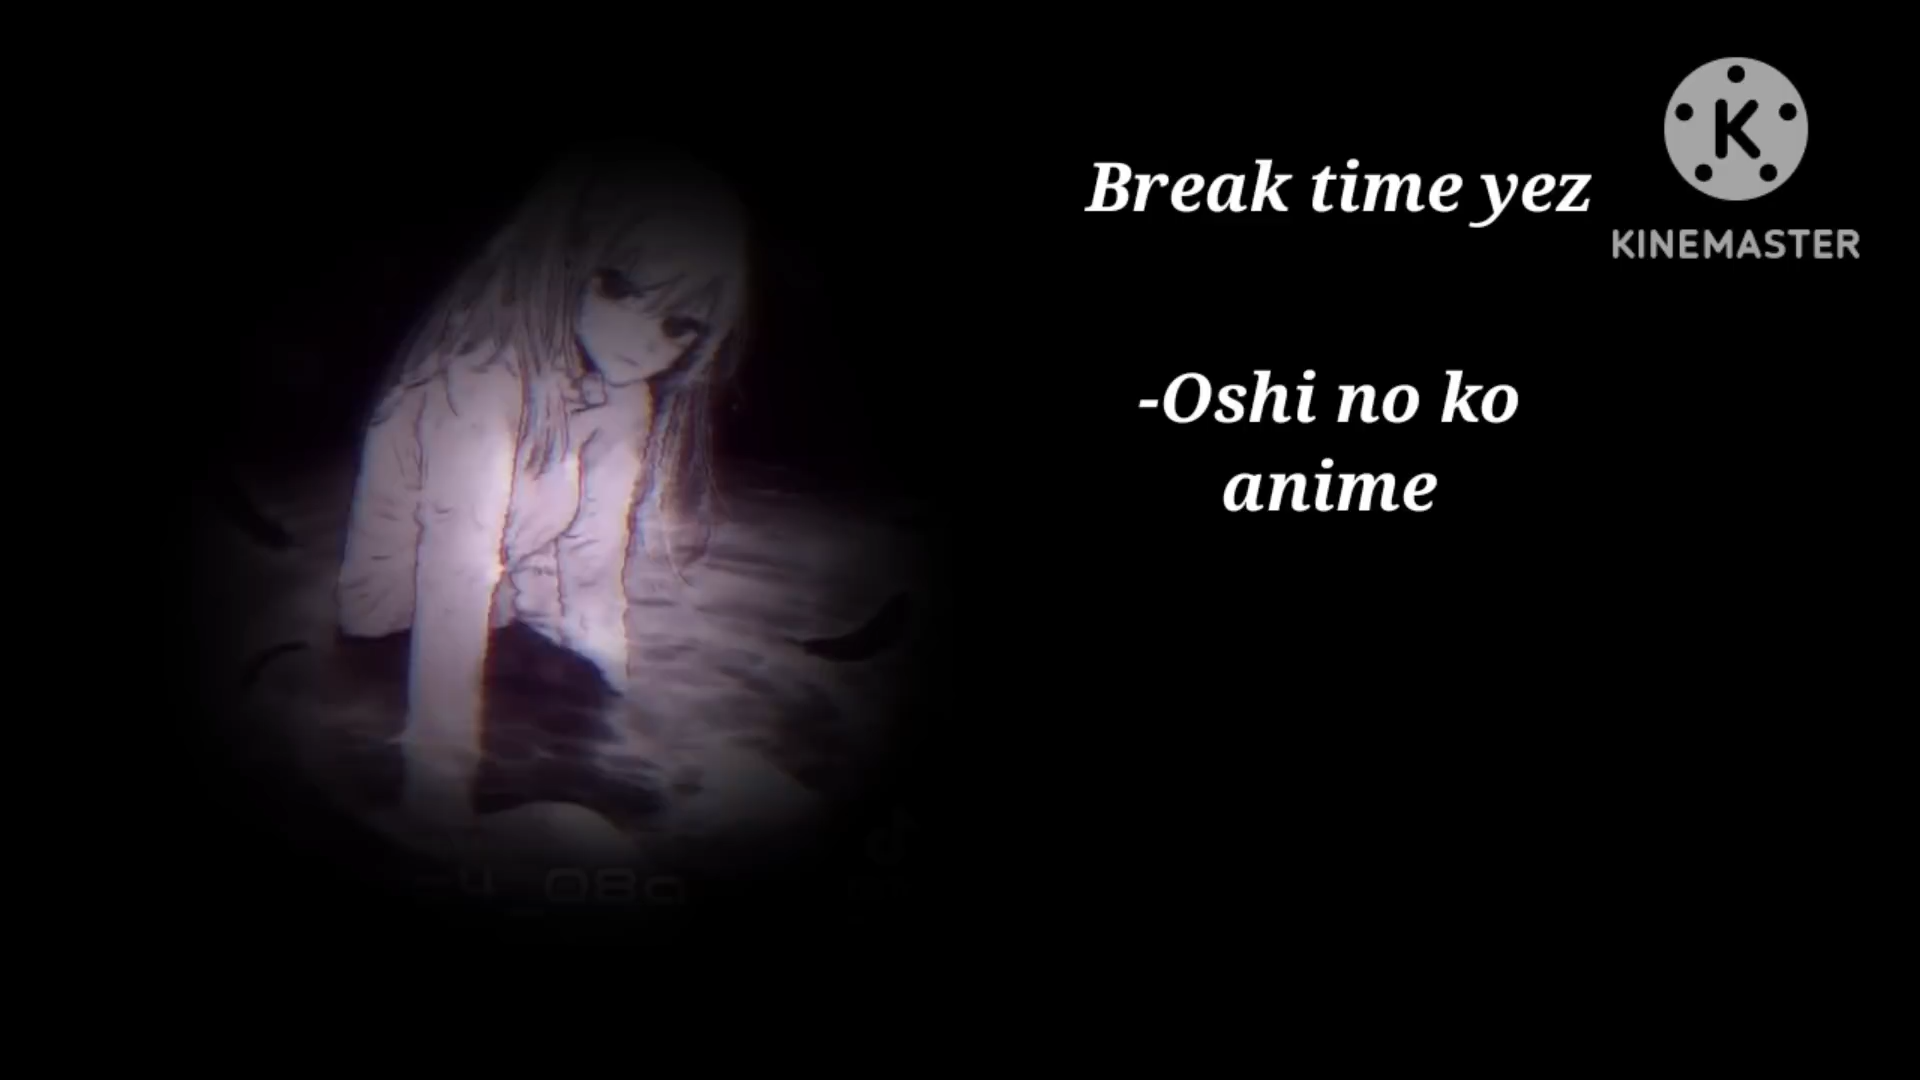 Break time yez
K
KINEMASTER
-Oshi no ko
anime